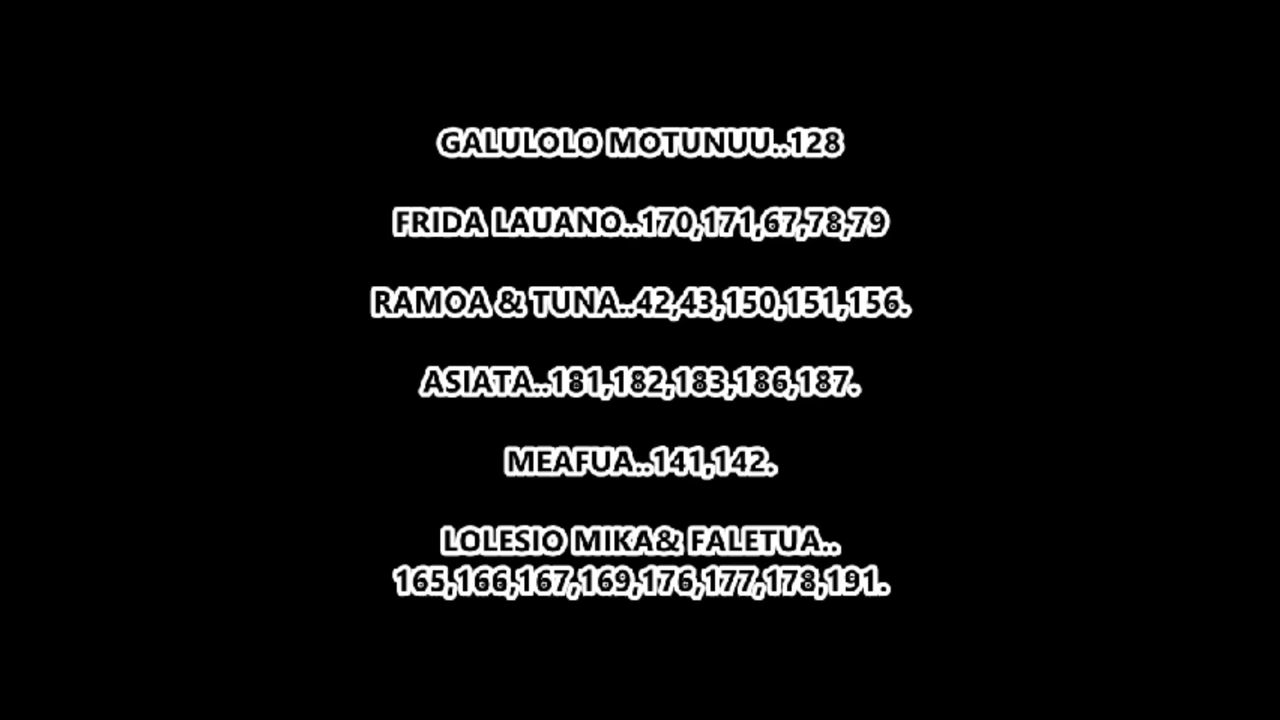 GALULOLO MOTUNUU..128
FRIDA LAUANO..170,171,67,78,79
RAMOA & TUNA..42,43,150,151,156.
ASIATA..181,182,183,186,187.
MEAFUA..141,142.
LOLESIO MIKA& FALETUA..
165,166,167,169,176,177,178,191.